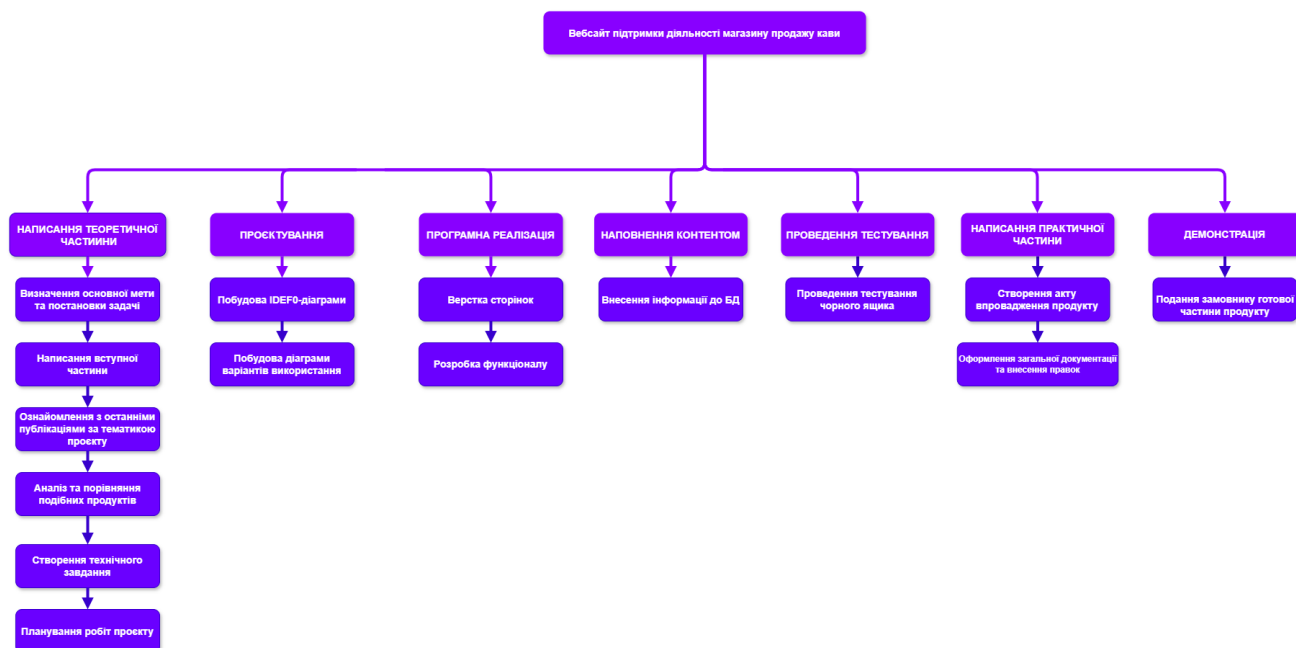 Вебсайт підтримки діяльності магазину продажу кави
НАПИСАННЯ ТЕОРЕТИЧНОЇ
ЧАСТИИНИ
ПРОЄКТУВАННЯ
ПРОГРАМНА РЕАЛІЗАЦІЯ
НАПОВНЕННЯ КОНТЕНТОМ
ПРОВЕДЕННЯ ТЕСТУВАННЯ
НАПИСАННЯ ПРАКТИЧНОЇ
ЧАСТИНИ
ДЕМОНСТРАЦІЯ
Визначення основної мети
та постановки задачі
Побудова IDEF0-діаграми
Верстка сторінок
Внесення інформації до БД
Проведення тестування
чорного ящика
Створення акту
впровадження продукту
Подання замовнику готової
частини продукту
Написання вступної
частини
Побудова діаграми
варіантів використання
Розробка функціоналу
Оформлення загальної документації
та внесення правок
Ознайомлення з останніми
публікаціями за тематикою
проєкту
Аналіз та порівняння
подібних продуктів
Створення технічного
завдання
Планування робіт проєкту